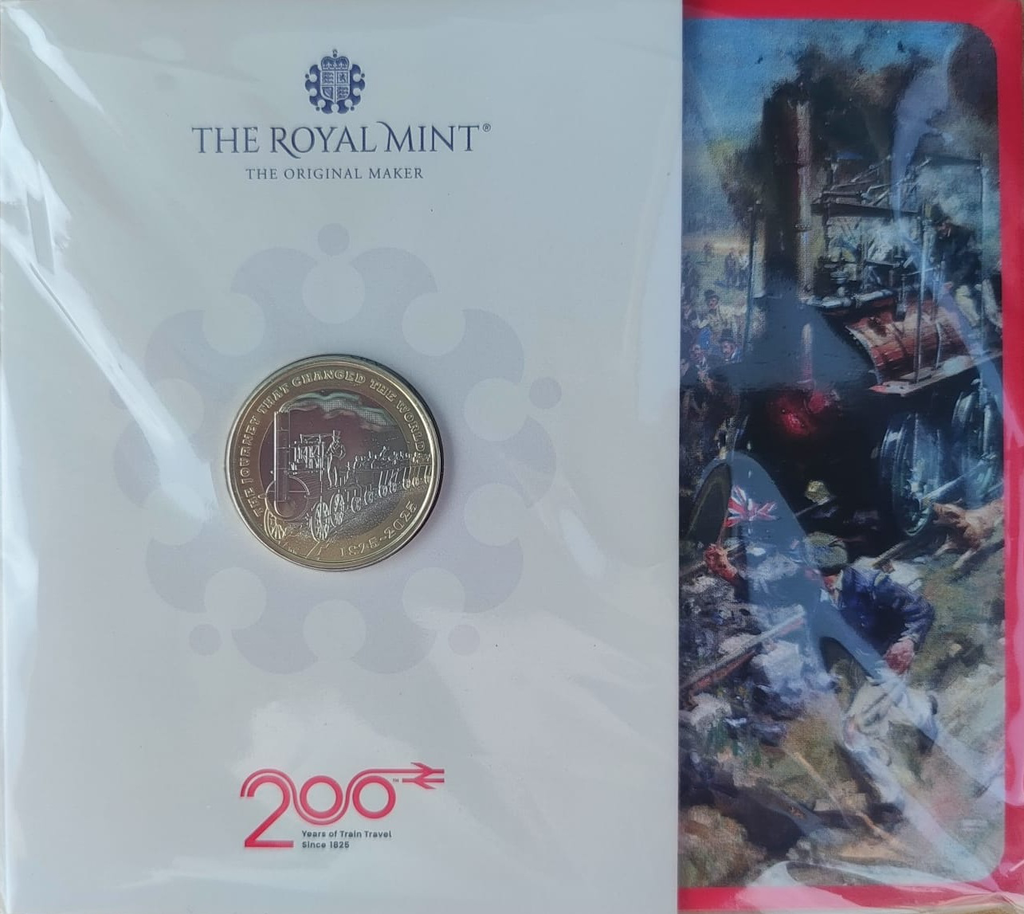 THE ROYAL MINT®
THE ORIGINAL MAKER
THE JOURNEY THAT CHANGED THE WORLD
1825-2025
200™
Years of Train Travel
Since 1825